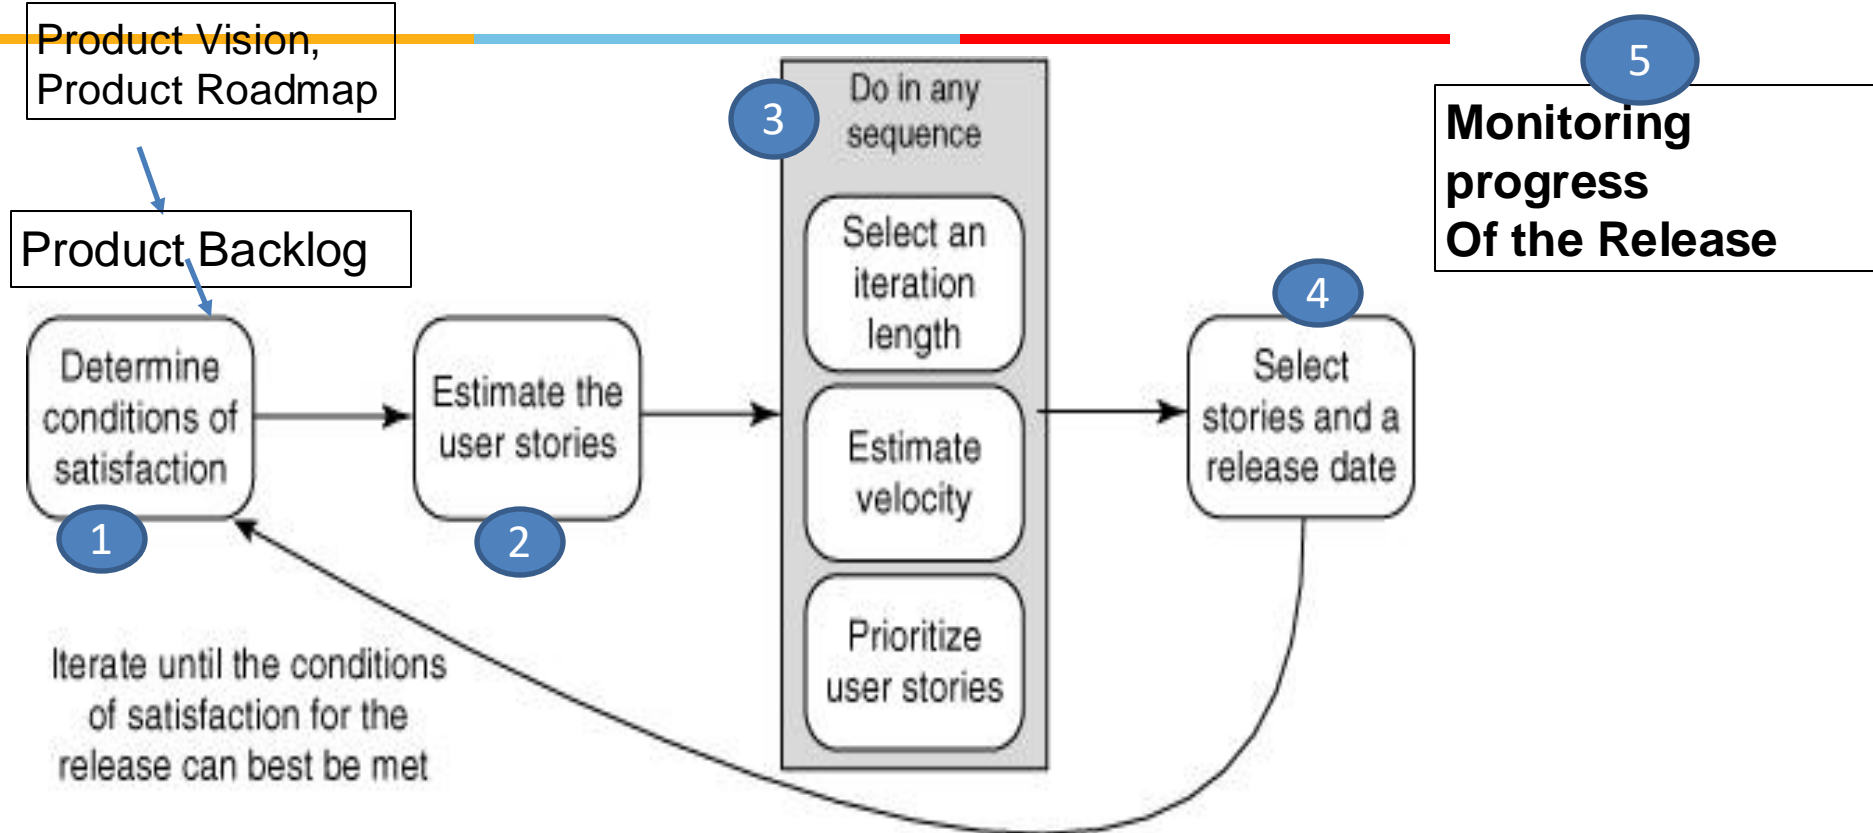 Product Vision,
Product Roadmap
Product Backlog
Determine
conditions of
satisfaction
1
Estimate the
user stories
2
3
Do in any
sequence
Select an
iteration
length
Estimate
velocity
Prioritize
user stories
4
Select
stories and a
release date
5
Monitoring
progress
Of the Release
Iterate until the conditions
of satisfaction for the
release can best be met